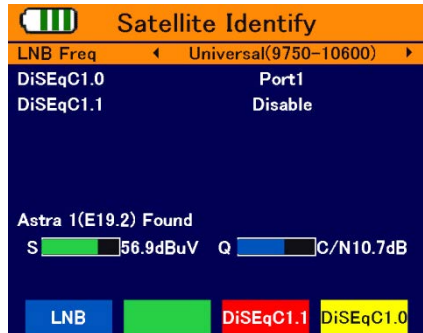 Satellite Identify
LNB Freq Universal(9750-10600)
DiSEqC1.0 Port1
DiSEqC1.1 Disable
Astra 1(E19.2) Found
S 56.9dBuV Q C/N10.7dB
LNB DiSEqC1.1 DiSEqC1.0